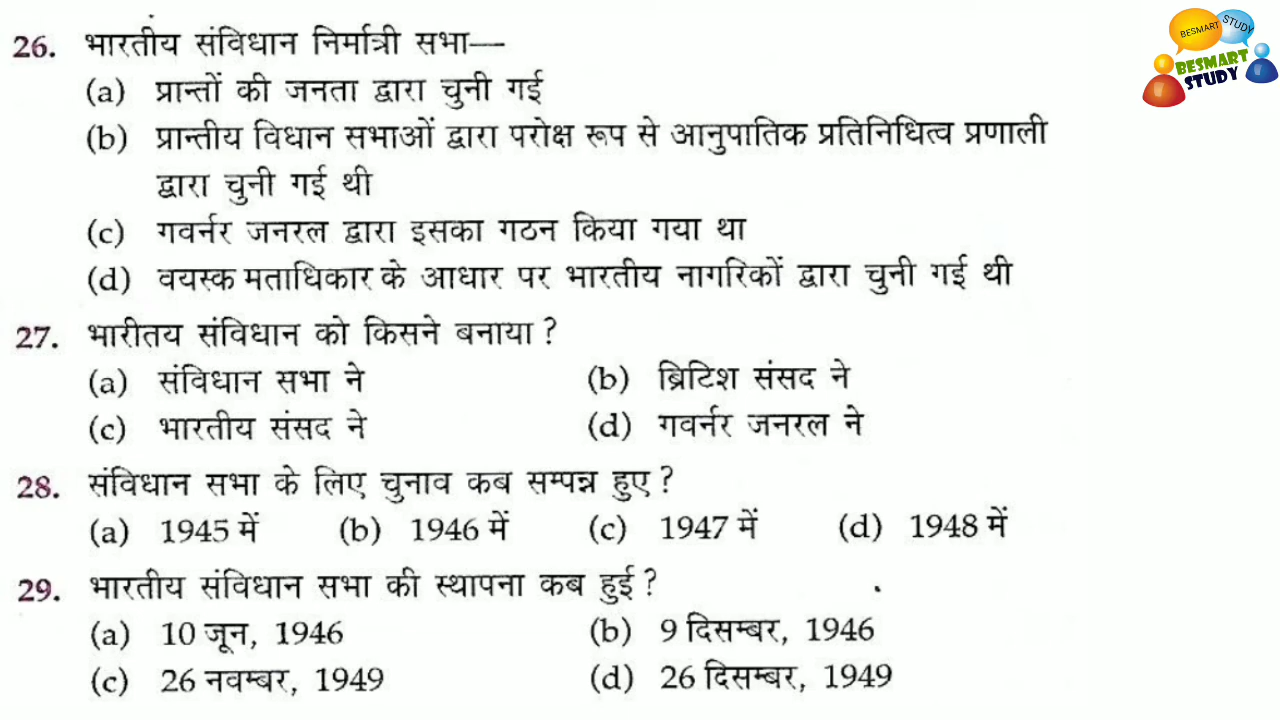 26. भारतीय संविधान निर्मात्री सभा—
(a) प्रान्तों की जनता द्वारा चुनी गई
(b) प्रान्तीय विधान सभाओं द्वारा परोक्ष रूप से आनुपातिक प्रतिनिधित्व प्रणाली
द्वारा चुनी गई थी
(c) गवर्नर जनरल द्वारा इसका गठन किया गया था
(d) वयस्क मताधिकार के आधार पर भारतीय नागरिकों द्वारा चुनी गई थी
27. भारीतय संविधान को किसने बनाया ?
(a) संविधान सभा ने (b) ब्रिटिश संसद ने
(c) भारतीय संसद ने (d) गवर्नर जनरल ने
28. संविधान सभा के लिए चुनाव कब सम्पन्न हुए ?
(a) 1945 में (b) 1946 में (c) 1947 में (d) 1948 में
29. भारतीय संविधान सभा की स्थापना कब हुई ?
(a) 10 जून, 1946 (b) 9 दिसम्बर, 1946
(c) 26 नवम्बर, 1949 (d) 26 दिसम्बर, 1949
BESMART STUDY
BESMART
STUDY